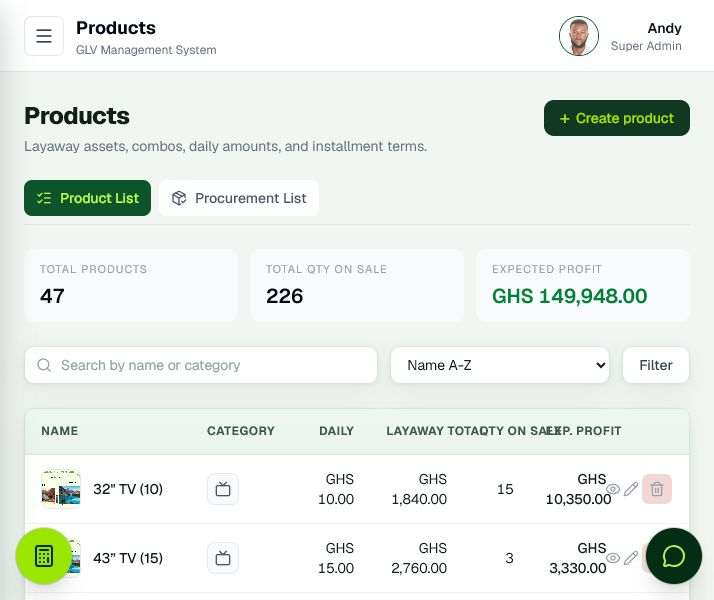 Products
GLV Management System
Andy
Super Admin
Products
Layaway assets, combos, daily amounts, and installment terms.
+ Create product
Product List
Procurement List
TOTAL PRODUCTS
47
TOTAL QTY ON SALE
226
EXPECTED PROFIT
GHS 149,948.00
Search by name or category
Name A-Z
Filter
NAME CATEGORY DAILY LAYAWAY TOTAL QTY ON SALE EXP. PROFIT
32" TV (10) GHS 10.00 GHS 1,840.00 15 GHS 10,350.00
43" TV (15) GHS 15.00 GHS 2,760.00 3 GHS 3,330.00